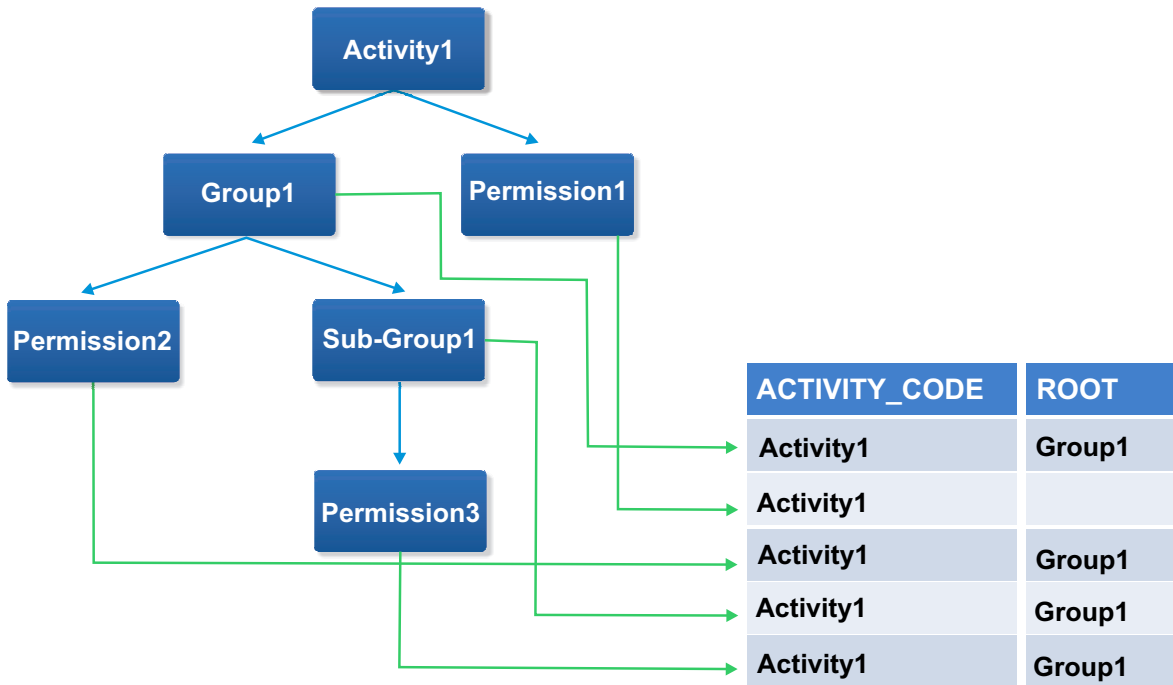 Activity1
Group1
Permission1
Permission2
Sub-Group1
Permission3
ACTIVITY_CODE ROOT
Activity1 Group1
Activity1
Activity1 Group1
Activity1 Group1
Activity1 Group1